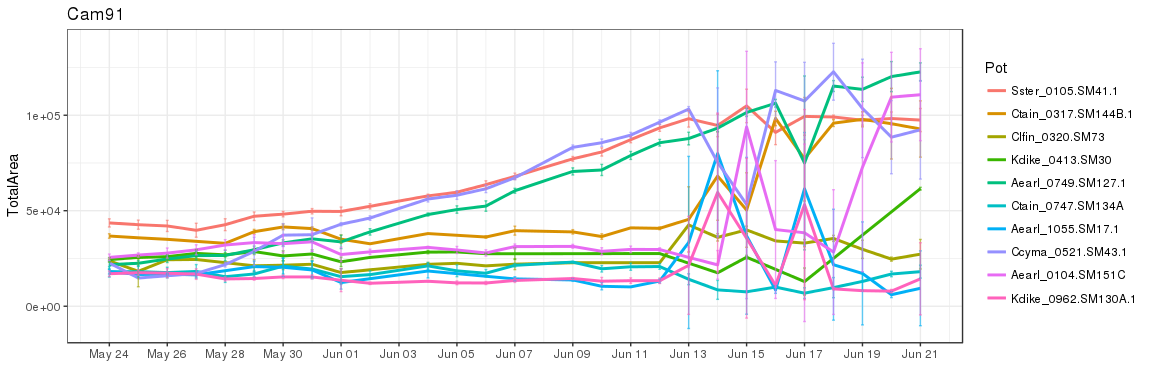 Cam91
TotalArea
1e+05
5e+04
0e+00
May 24 May 26 May 28 May 30 Jun 01 Jun 03 Jun 05 Jun 07 Jun 09 Jun 11 Jun 13 Jun 15 Jun 17 Jun 19 Jun 21
Pot
Sster_0105.SM41.1
Ctain_0317.SM144B.1
Clfin_0320.SM73
Kdike_0413.SM30
Aearl_0749.SM127.1
Ctain_0747.SM134A
Aearl_1055.SM17.1
Ccyma_0521.SM43.1
Aearl_0104.SM151C
Kdike_0962.SM130A.1